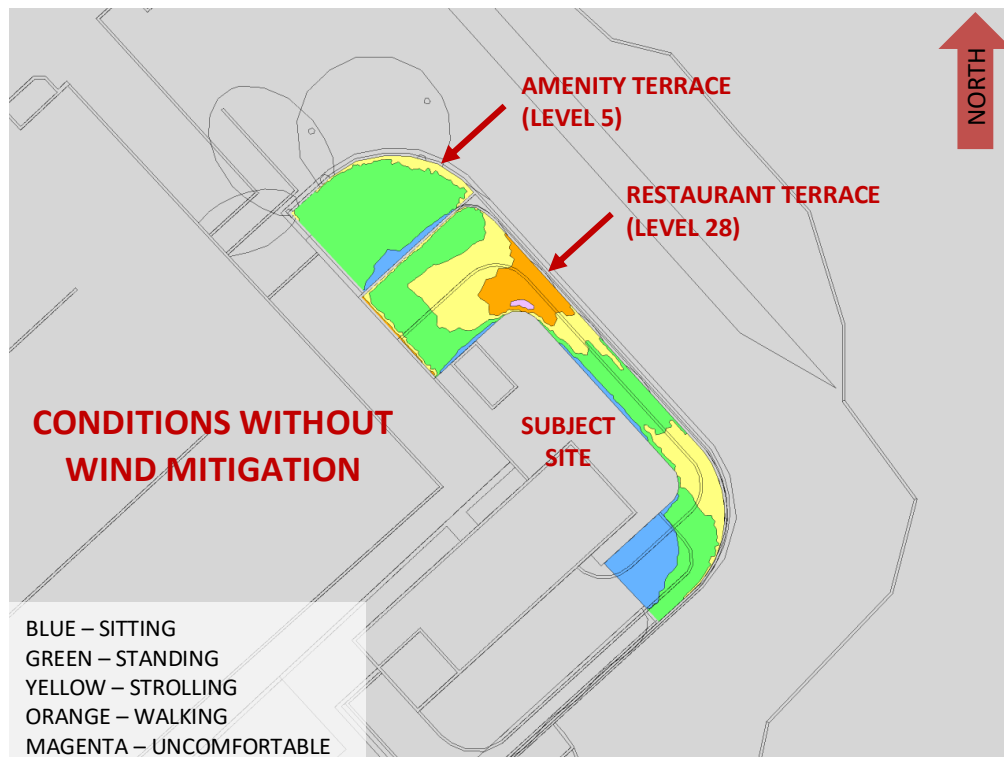 NORTH
AMENITY TERRACE
(LEVEL 5)
RESTAURANT TERRACE
(LEVEL 28)
CONDITIONS WITHOUT
WIND MITIGATION
SUBJECT
SITE
BLUE – SITTING
GREEN – STANDING
YELLOW – STROLLING
ORANGE – WALKING
MAGENTA – UNCOMFORTABLE